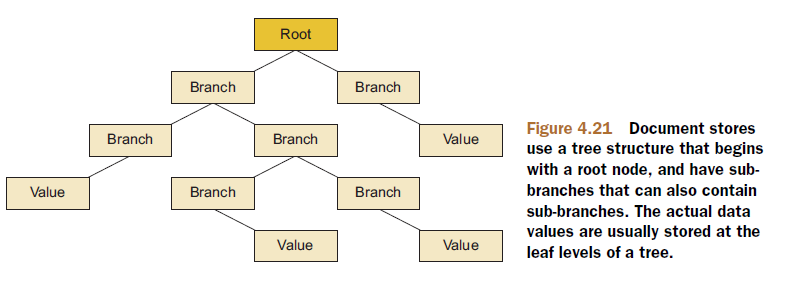 Root
Branch
Branch
Branch
Branch
Value
Value
Branch
Branch
Value
Value
Figure 4.21 Document stores
use a tree structure that begins
with a root node, and have sub-
branches that can also contain
sub-branches. The actual data
values are usually stored at the
leaf levels of a tree.